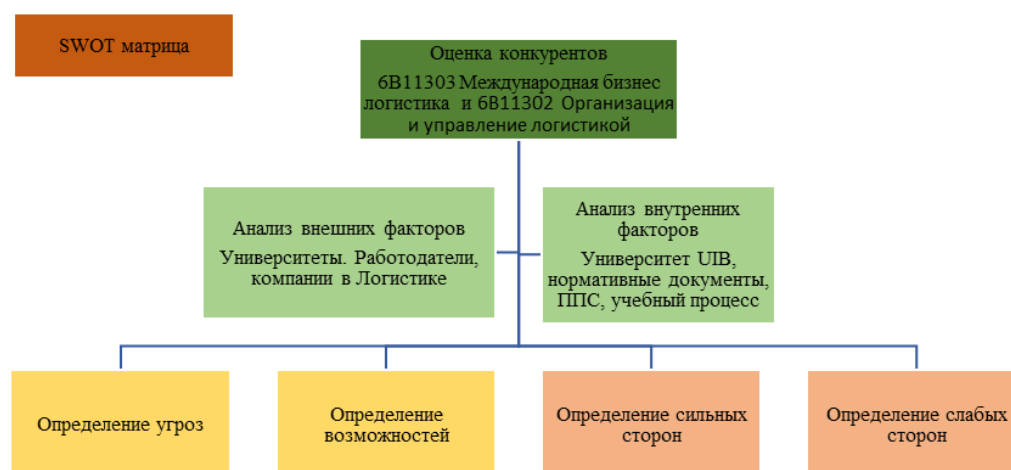 SWOT матрица
Оценка конкурентов
6В11303 Международная бизнес
логистика и 6В11302 Организация
и управление логистикой
Анализ внешних факторов
Университеты. Работодатели,
компании в Логистике
Анализ внутренних
факторов
Университет UIB,
нормативные документы,
ППС, учебный процесс
Определение угроз
Определение
возможностей
Определение сильных
сторон
Определение слабых
сторон